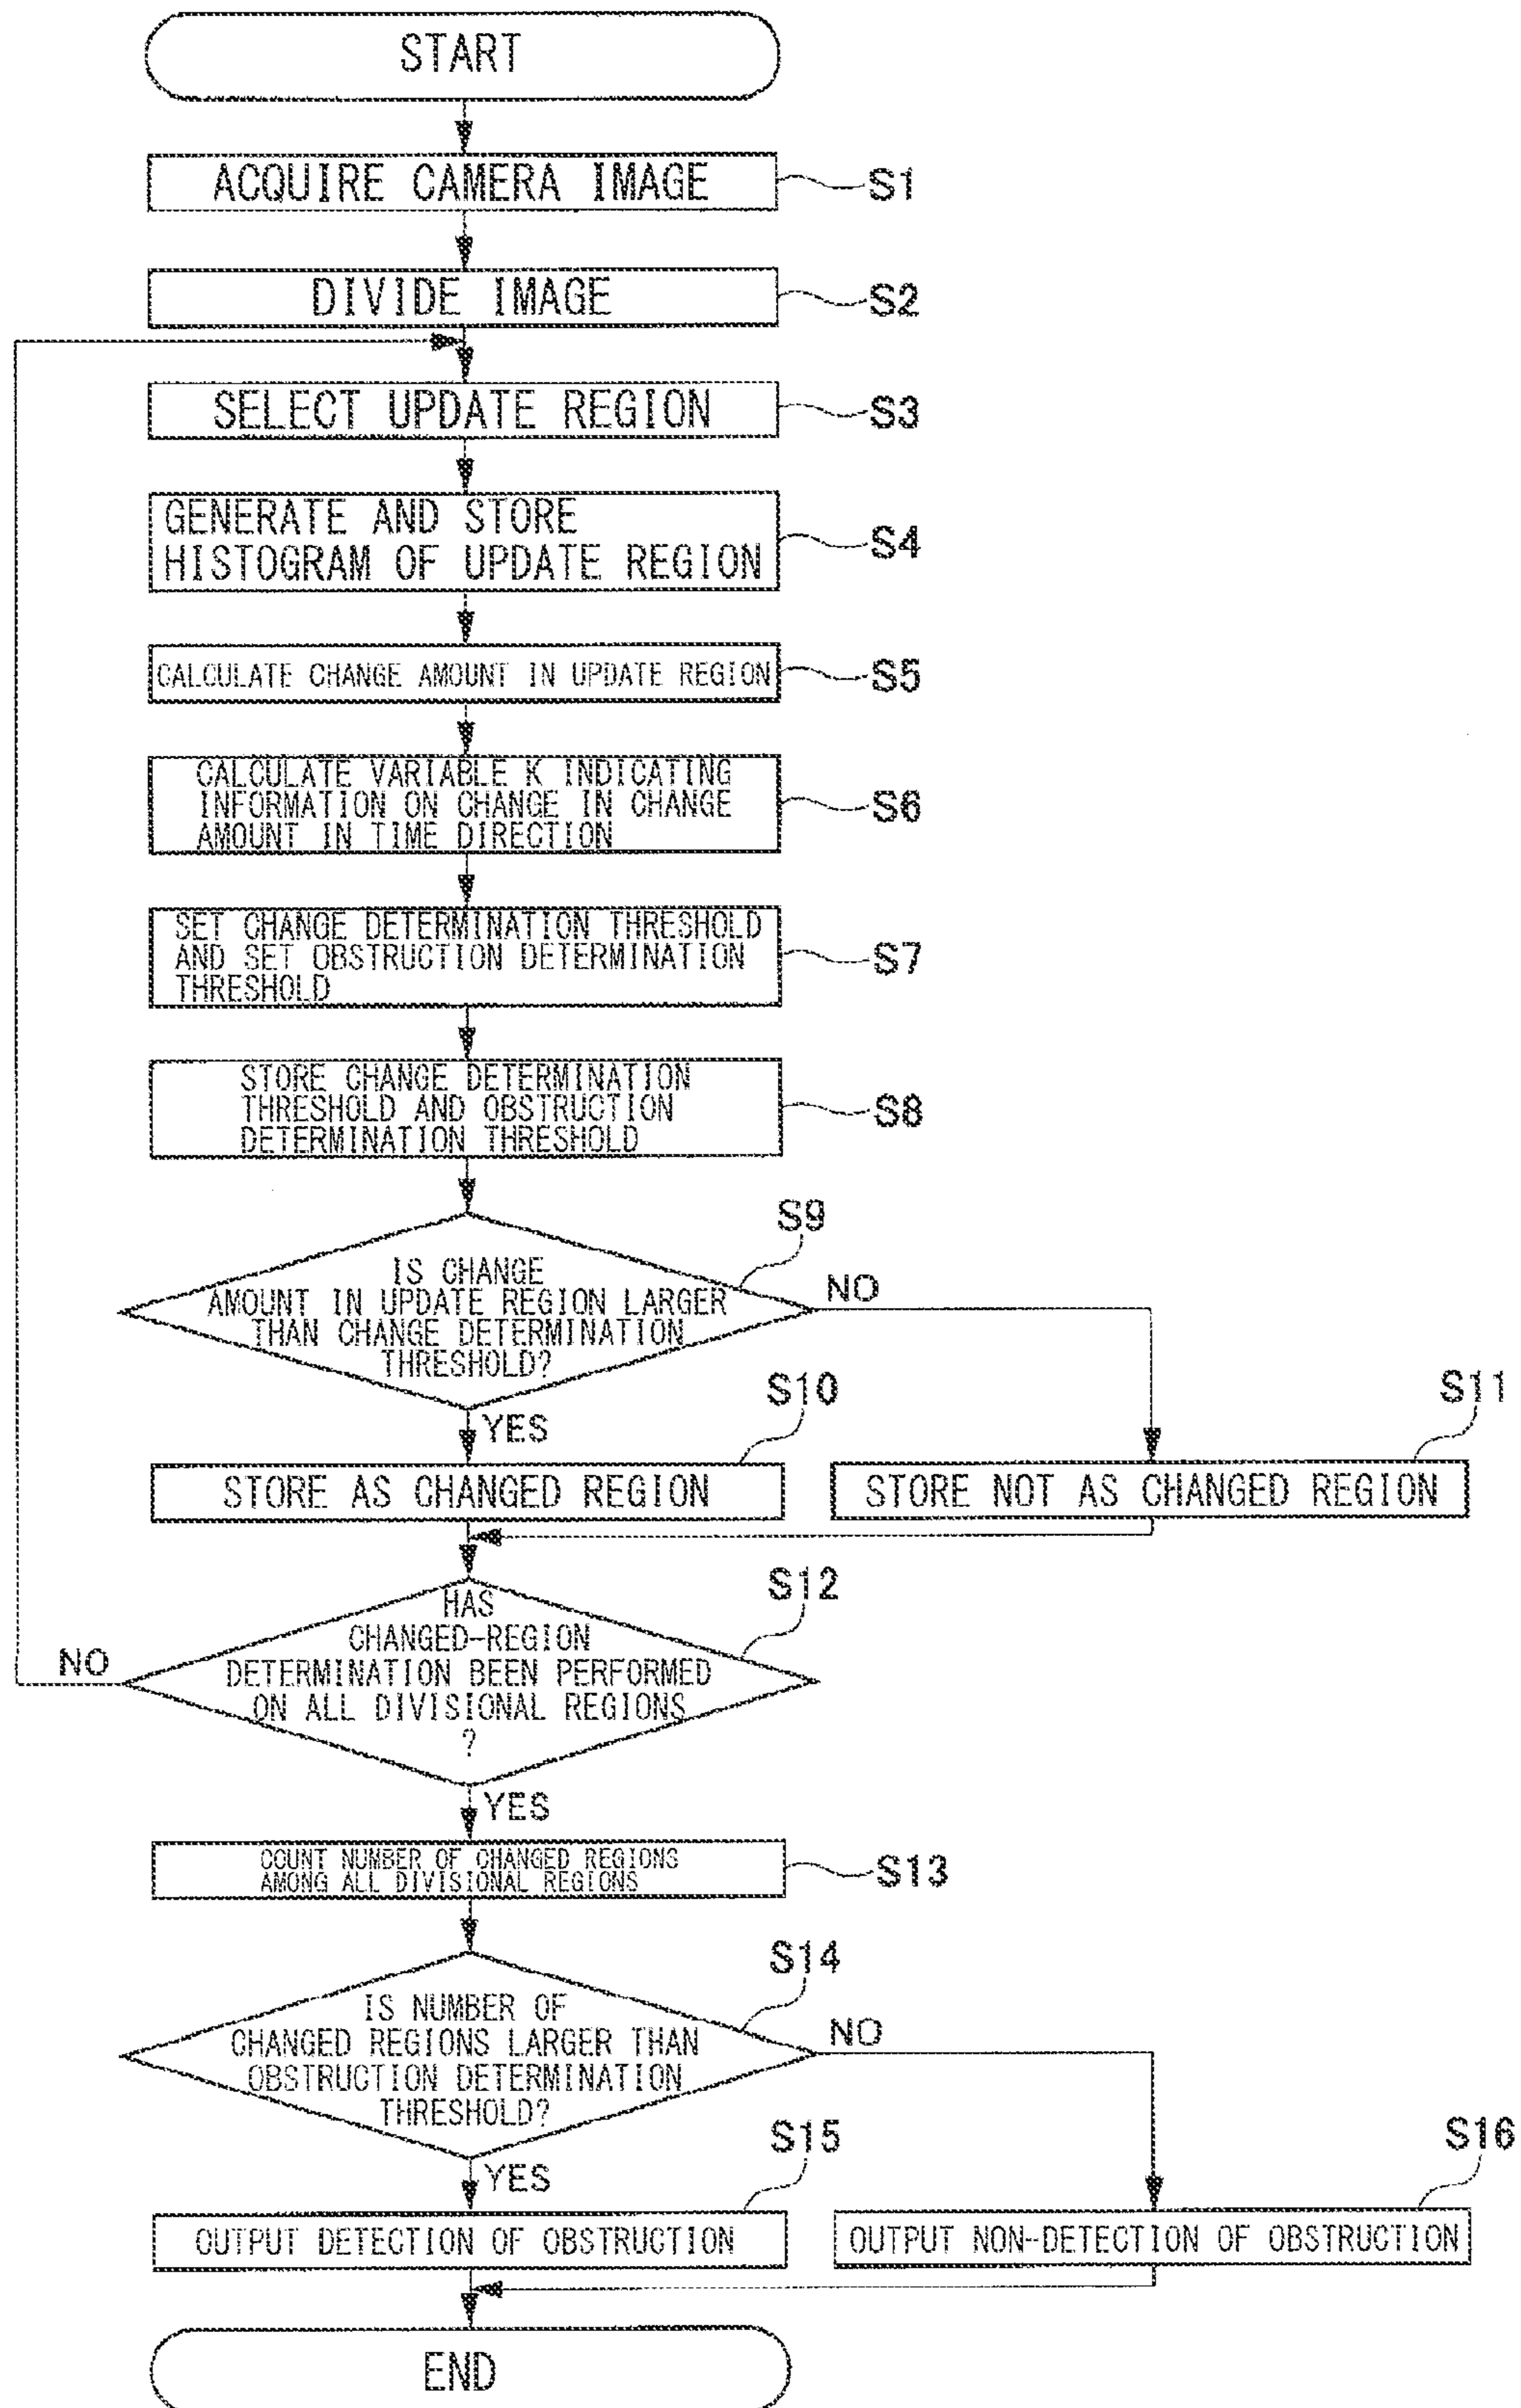 START
ACQUIRE CAMERA IMAGE
S1
DIVIDE IMAGE
S2
SELECT UPDATE REGION
S3
GENERATE AND STORE
HISTOGRAM OF UPDATE REGION
S4
CALCULATE CHANGE AMOUNT IN UPDATE REGION
S5
CALCULATE VARIABLE K INDICATING
INFORMATION ON CHANGE IN CHANGE
AMOUNT IN TIME DIRECTION
S6
SET CHANGE DETERMINATION THRESHOLD
AND SET OBSTRUCTION DETERMINATION
THRESHOLD
S7
STORE CHANGE DETERMINATION
THRESHOLD AND OBSTRUCTION
DETERMINATION THRESHOLD
S8
S9
IS CHANGE
AMOUNT IN UPDATE REGION LARGER
THAN CHANGE DETERMINATION
THRESHOLD?
NO
YES
S10
S11
STORE AS CHANGED REGION
STORE NOT AS CHANGED REGION
S12
HAS
CHANGED-REGION
DETERMINATION BEEN PERFORMED
ON ALL DIVISIONAL REGIONS
?
NO
YES
COUNT NUMBER OF CHANGED REGIONS
AMONG ALL DIVISIONAL REGIONS
S13
S14
IS NUMBER OF
CHANGED REGIONS LARGER THAN
OBSTRUCTION DETERMINATION
THRESHOLD?
NO
YES
S15
S16
OUTPUT DETECTION OF OBSTRUCTION
OUTPUT NON-DETECTION OF OBSTRUCTION
END